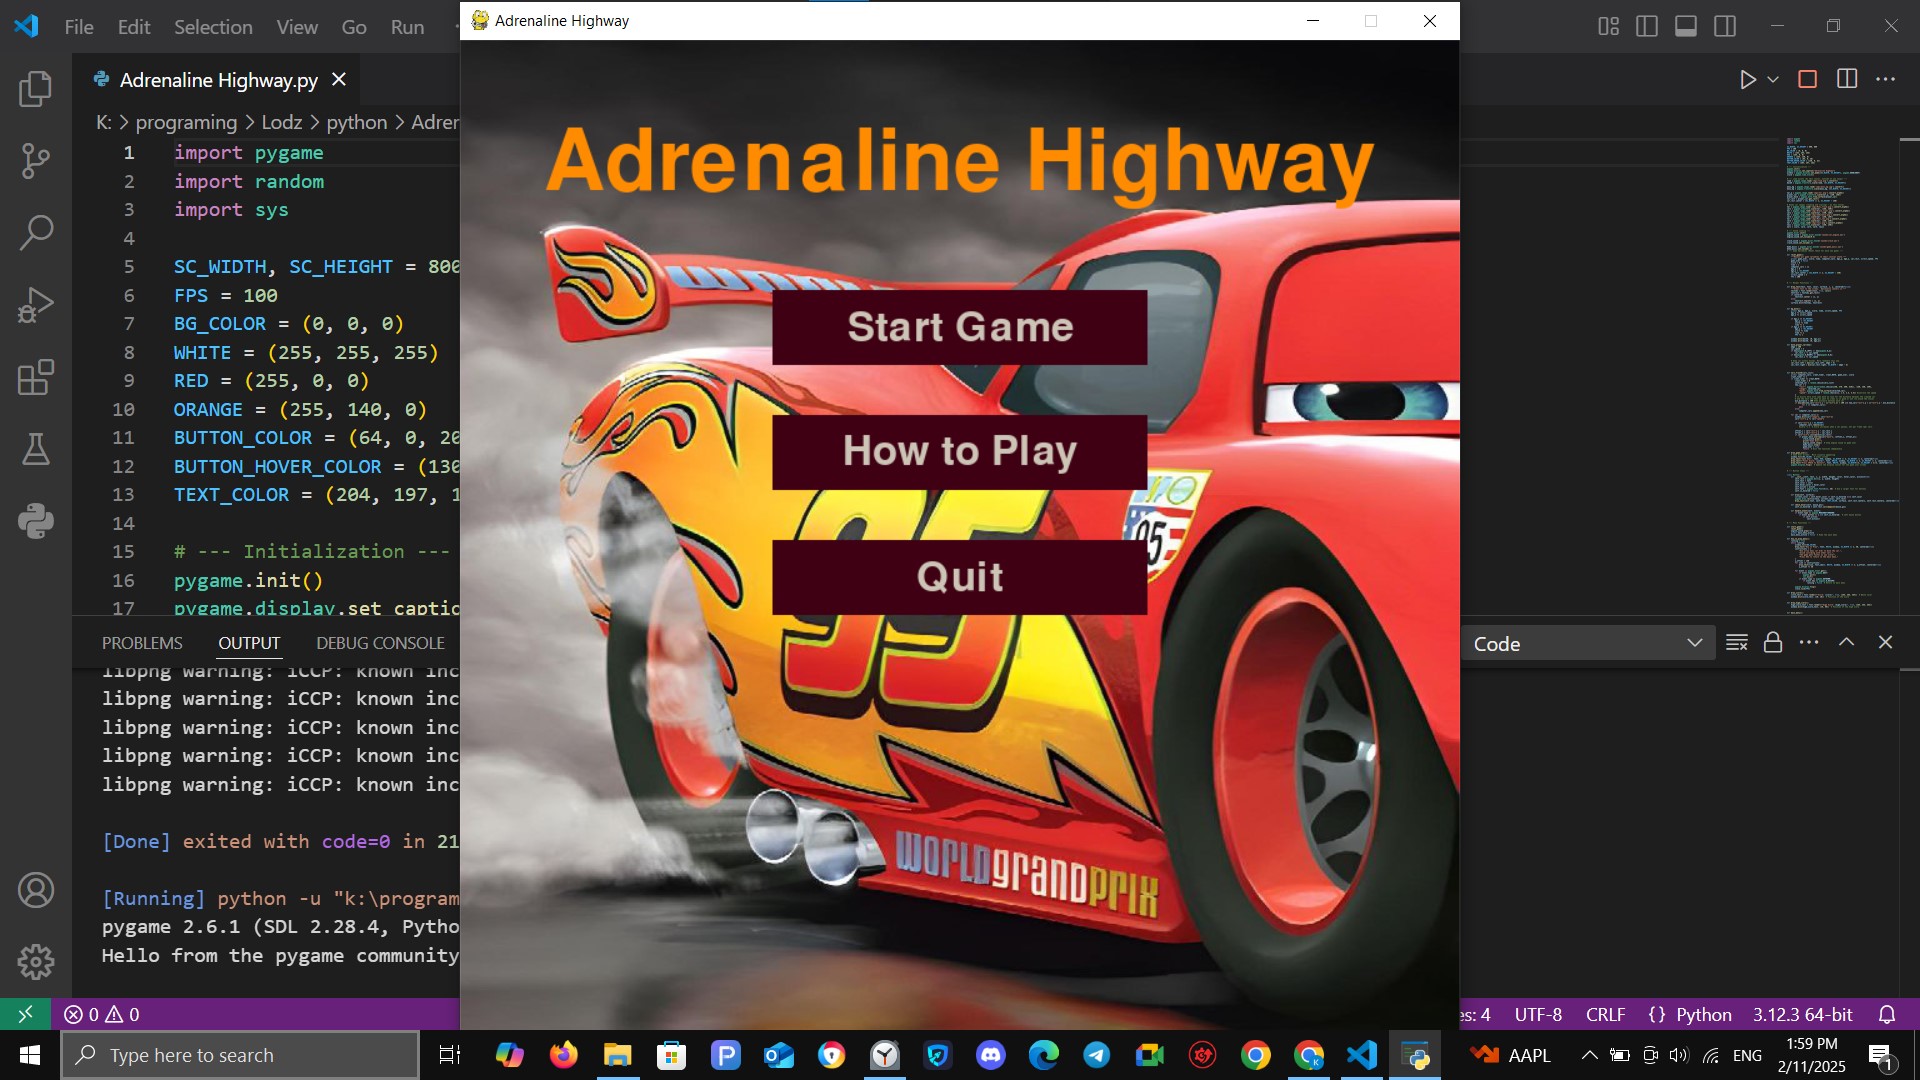 File Edit Selection View Go Run
Adrenaline Highway
Adrenaline Highway.py
K: > programing > Lodz > python > Adrer
1 import pygame
2 import random
3 import sys
4
5 SC_WIDTH, SC_HEIGHT = 800
6 FPS = 100
7 BG_COLOR = (0, 0, 0)
8 WHITE = (255, 255, 255)
9 RED = (255, 0, 0)
10 ORANGE = (255, 140, 0)
11 BUTTON_COLOR = (64, 0, 20
12 BUTTON_HOVER_COLOR = (130
13 TEXT_COLOR = (204, 197, 1
14
15 # --- Initialization ---
16 pygame.init()
17 pygame.display.set_captio
Adrenaline Highway
Start Game
How to Play
Quit
95
95
WORLD GRAND PRIX
PROBLEMS OUTPUT DEBUG CONSOLE
Code
libpng warning: iCCP: known inc
libpng warning: iCCP: known inc
libpng warning: iCCP: known inc
libpng warning: iCCP: known inc
libpng warning: iCCP: known inc
[Done] exited with code=0 in 21
[Running] python -u "k:\program
pygame 2.6.1 (SDL 2.28.4, Pytho
Hello from the pygame community
0 0
es: 4 UTF-8 CRLF {} Python 3.12.3 64-bit
Type here to search
AAPL
ENG
1:59 PM
2/11/2025
1